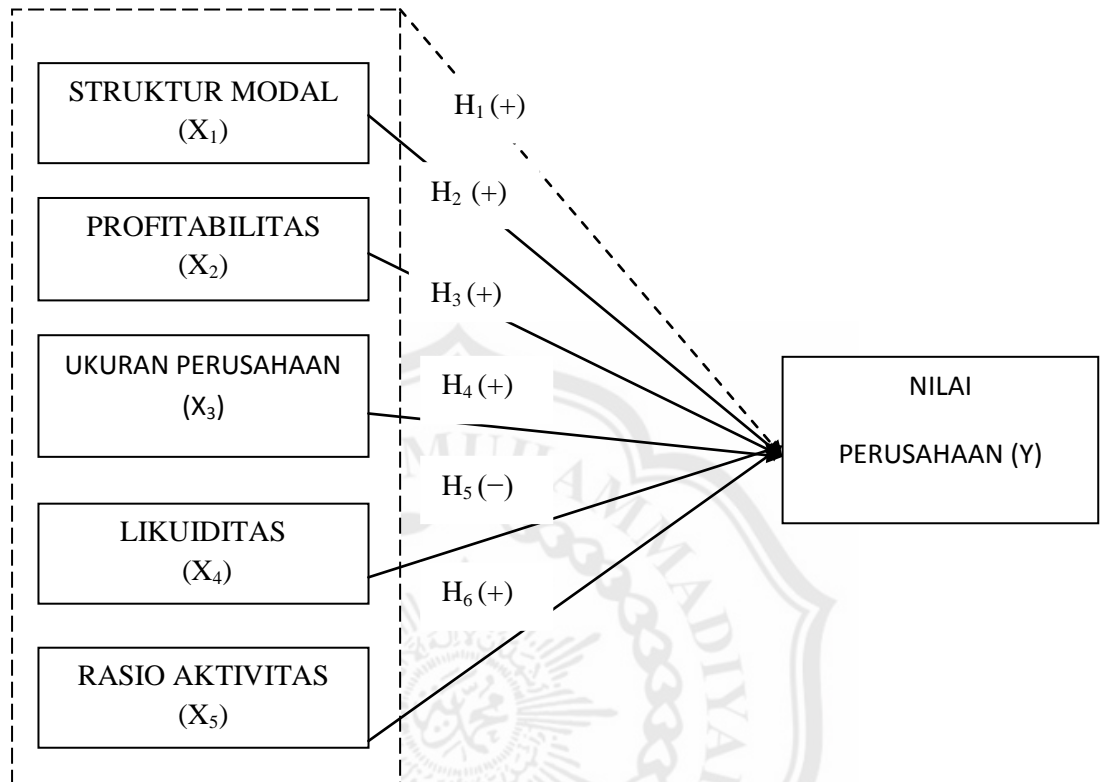 STRUKTUR MODAL
(X₁)
PROFITABILITAS
(X₂)
UKURAN PERUSAHAAN
(X₃)
LIKUIDITAS
(X₄)
RASIO AKTIVITAS
(X₅)
H₁ (+)
H₂ (+)
H₃ (+)
H₄ (+)
H₅ (−)
H₆ (+)
NILAI
PERUSAHAAN (Y)
MUHAMMADIYA